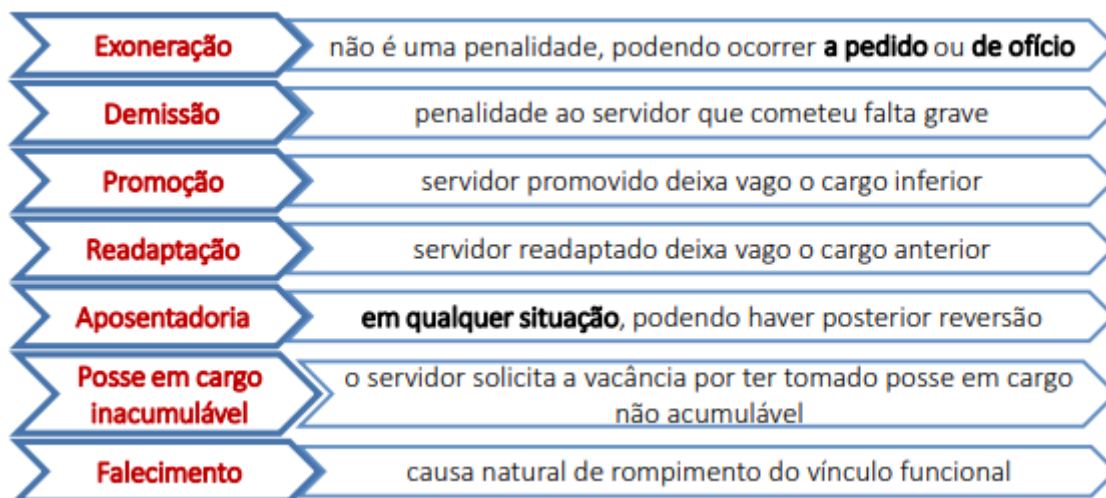 Exoneração
não é uma penalidade, podendo ocorrer a pedido ou de ofício
Demissão
penalidade ao servidor que cometeu falta grave
Promoção
servidor promovido deixa vago o cargo inferior
Readaptação
servidor readaptado deixa vago o cargo anterior
Aposentadoria
em qualquer situação, podendo haver posterior reversão
Posse em cargo
inacumulável
o servidor solicita a vacância por ter tomado posse em cargo
não acumulável
Falecimento
causa natural de rompimento do vínculo funcional